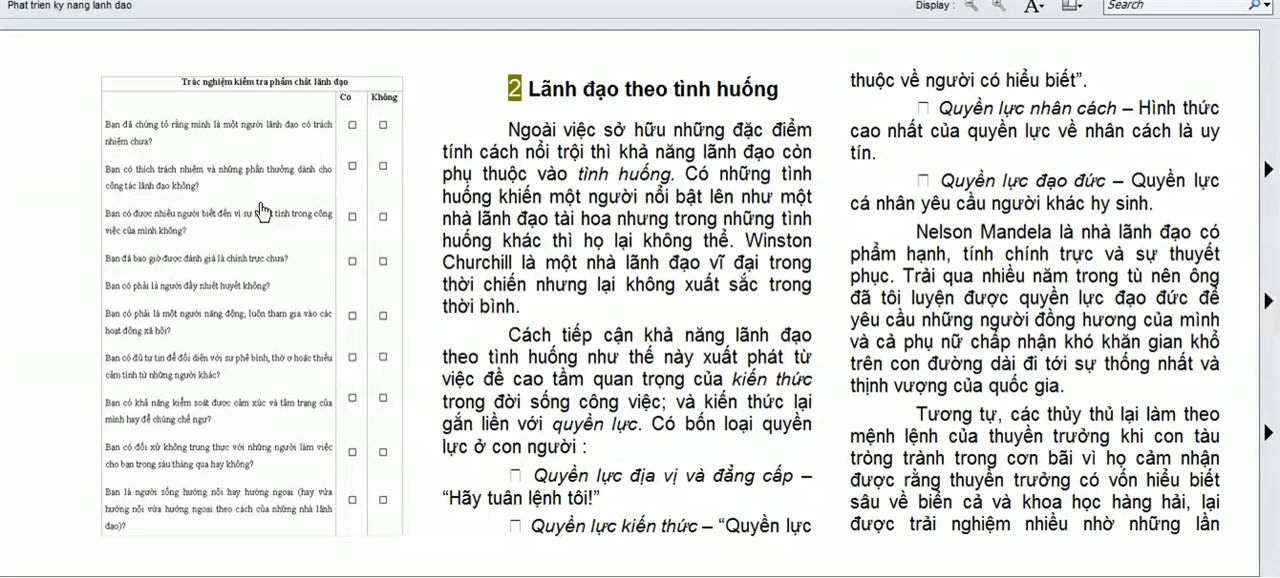 Phat trien ky nang lanh dao
Display :
A
Search
Trắc nghiệm kiểm tra phẩm chất lãnh đạo
Có Không
Bạn đã chứng tỏ rằng mình là một người lãnh đạo có trách
nhiệm chưa?
Bạn có thích trách nhiệm và những phần thưởng dành cho
công tác lãnh đạo không?
Bạn có được nhiều người biết đến vì sự tình trong công
việc của mình không?
Bạn đã bao giờ được đánh giá là chính trực chưa?
Bạn có phải là người đầy nhiệt huyết không?
Bạn có phải là một người năng động, luôn tham gia vào các
hoạt động xã hội?
Bạn có đủ tự tin để đối diện với sự phê bình, thờ ơ hoặc thiếu
cảm tình từ những người khác?
Bạn có khả năng kiểm soát được cảm xúc và tâm trạng của
mình hay để chúng chế ngự?
Bạn có đối xử không trung thực với những người làm việc
cho bạn trong sáu tháng qua hay không?
Bạn là người sống hướng nội hay hướng ngoại (hay vừa
hướng nội vừa hướng ngoại theo cách của những nhà lãnh
đạo)?
2 Lãnh đạo theo tình huống
Ngoài việc sở hữu những đặc điểm
tính cách nổi trội thì khả năng lãnh đạo còn
phụ thuộc vào tình huống. Có những tình
huống khiến một người nổi bật lên như một
nhà lãnh đạo tài hoa nhưng trong những tình
huống khác thì họ lại không thể. Winston
Churchill là một nhà lãnh đạo vĩ đại trong
thời chiến nhưng lại không xuất sắc trong
thời bình.
Cách tiếp cận khả năng lãnh đạo
theo tình huống như thế này xuất phát từ
việc đề cao tầm quan trọng của kiến thức
trong đời sống công việc; và kiến thức lại
gắn liền với quyền lực. Có bốn loại quyền
lực ở con người :
Quyền lực địa vị và đẳng cấp –
“Hãy tuân lệnh tôi!”
Quyền lực kiến thức – “Quyền lực
thuộc về người có hiểu biết”.
Quyền lực nhân cách – Hình thức
cao nhất của quyền lực về nhân cách là uy
tín.
Quyền lực đạo đức – Quyền lực
cá nhân yêu cầu người khác hy sinh.
Nelson Mandela là nhà lãnh đạo có
phẩm hạnh, tính chính trực và sự thuyết
phục. Trải qua nhiều năm trong tù nên ông
đã tôi luyện được quyền lực đạo đức để
yêu cầu những người đồng hương của mình
và cả phụ nữ chấp nhận khó khăn gian khổ
trên con đường dài đi tới sự thống nhất và
thịnh vượng của quốc gia.
Tương tự, các thủy thủ lại làm theo
mệnh lệnh của thuyền trưởng khi con tàu
tròng trành trong cơn bãi vì họ cảm nhận
được rằng thuyền trưởng có vốn hiểu biết
sâu về biển cả và khoa học hàng hải, lại
được trải nghiệm nhiều nhờ những lần